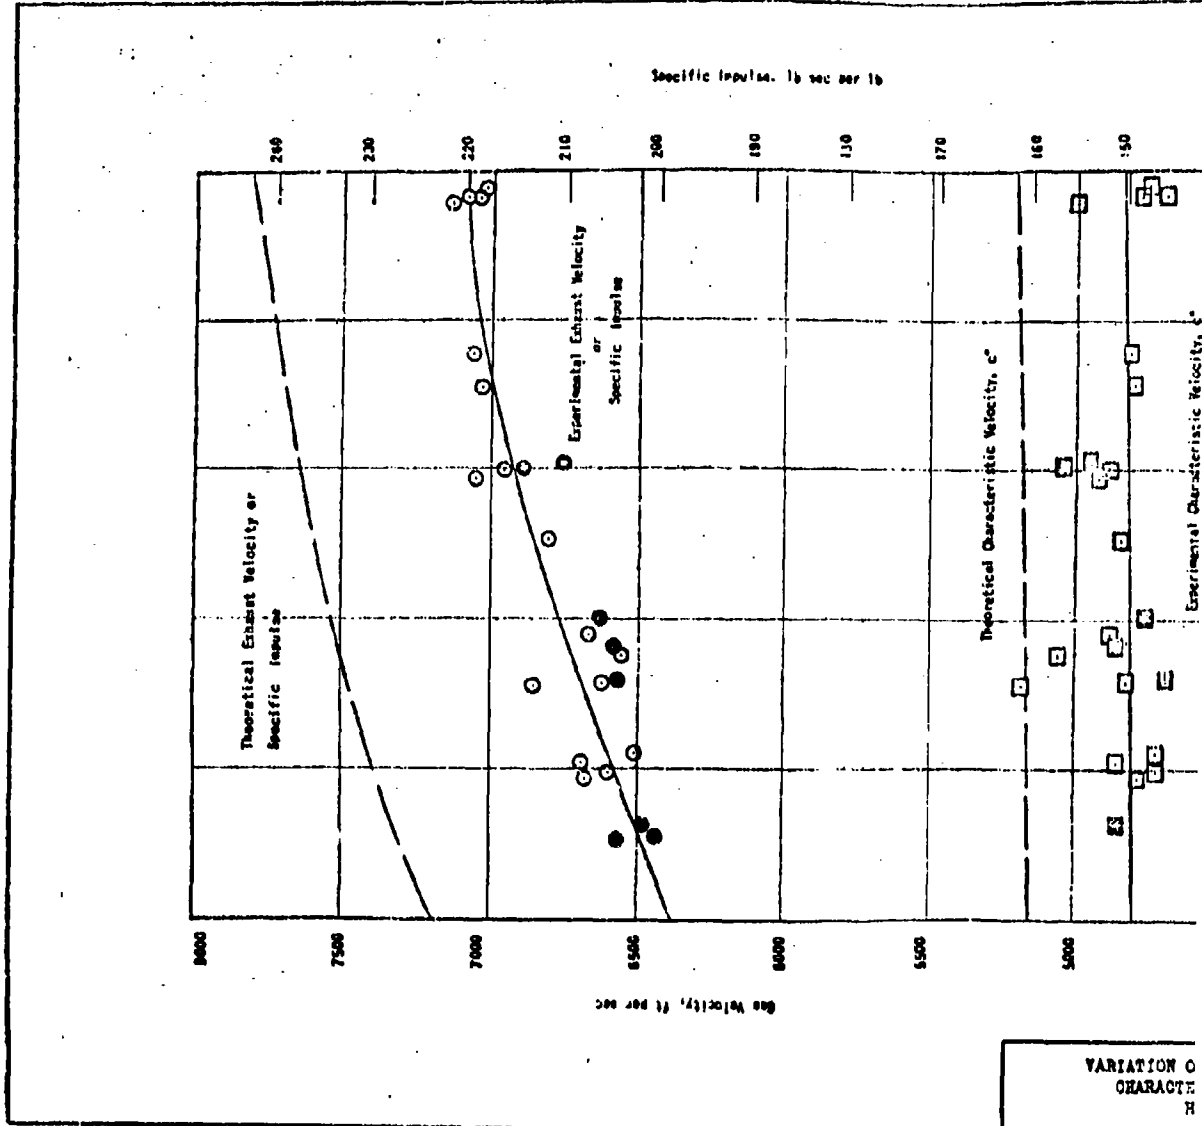 Specific Impulse, lb sec per lb
260
230
220
210
200
190
130
170
160
150
Experimental Exhaust Velocity
or
Specific Impulse
Theoretical Exhaust Velocity or
Specific Impulse
Theoretical Characteristic Velocity, c*
Experimental Characteristic Velocity, c*
8000
7500
7000
6500
6000
5500
5000
Gas Velocity, ft per sec
VARIATION O
CHARACTE
H